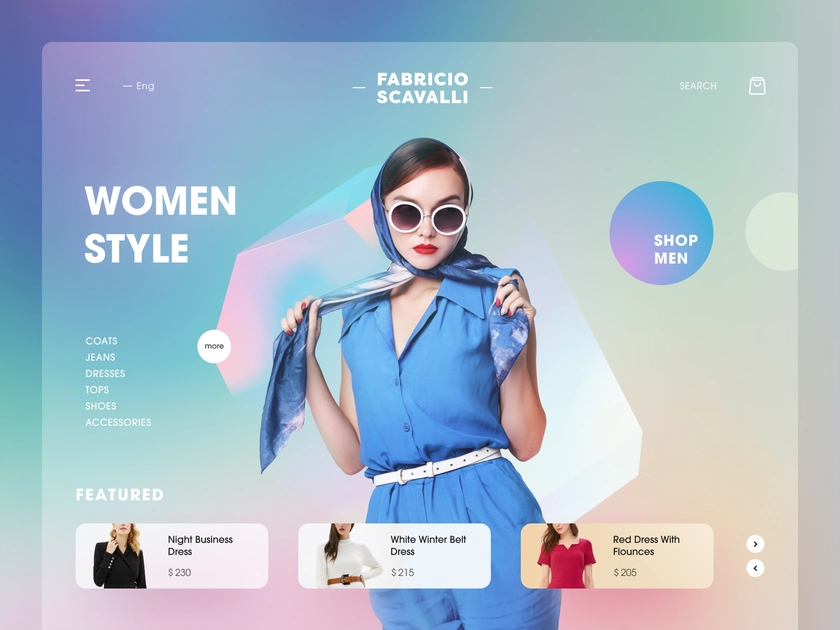 — Eng
FABRICIO
SCAVALLI
SEARCH
WOMEN
STYLE
SHOP
MEN
COATS
JEANS
DRESSES
TOPS
SHOES
ACCESSORIES
more
FEATURED
Night Business
Dress
$ 230
White Winter Belt
Dress
$ 215
Red Dress With
Flounces
$ 205